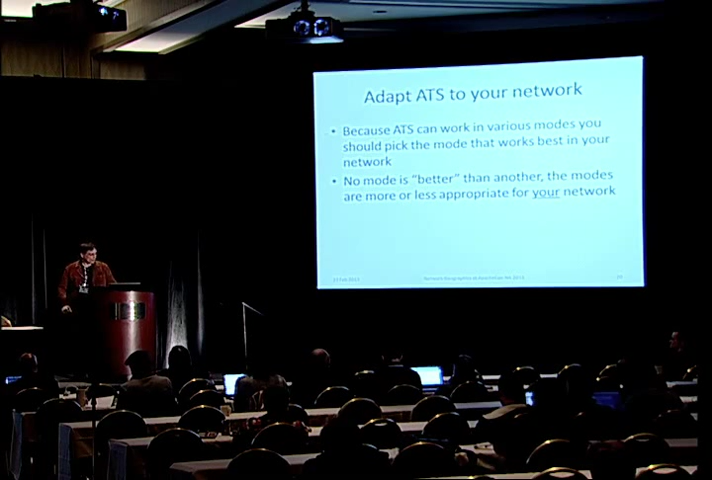 Adapt ATS to your network
• Because ATS can work in various modes you
should pick the mode that works best in your
network
• No mode is "better" than another, the modes
are more or less appropriate for your network